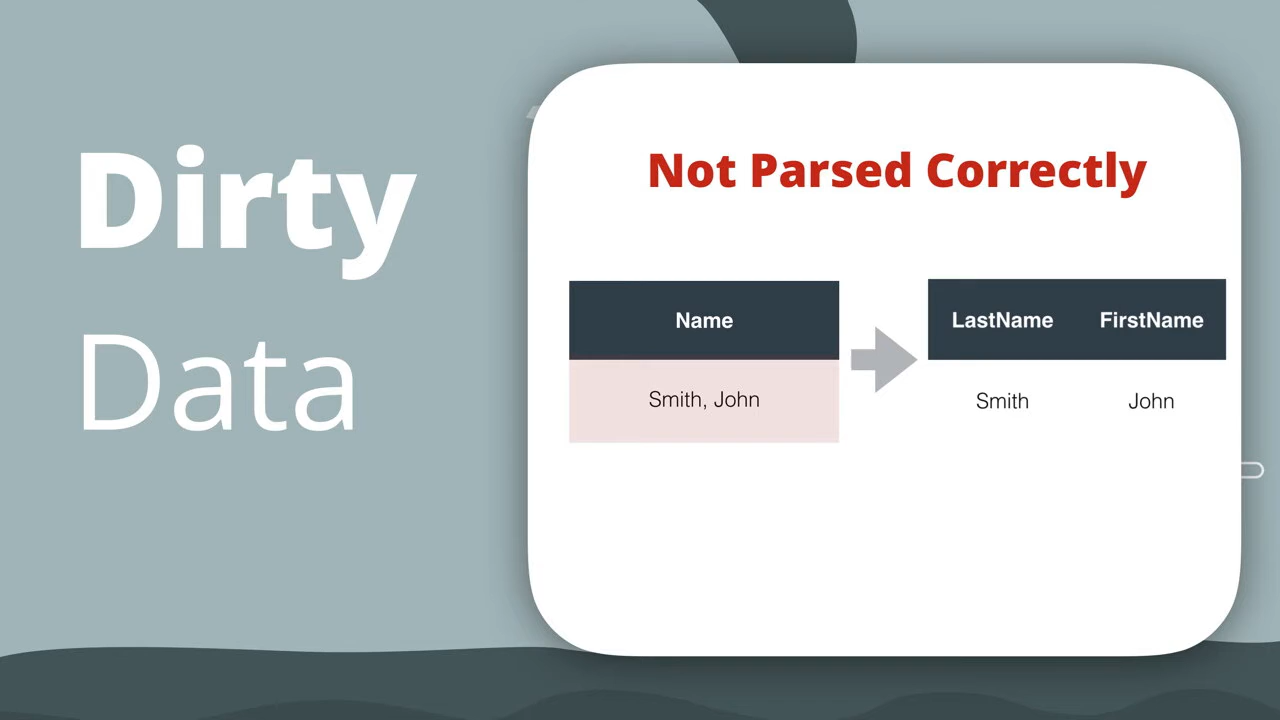 Dirty
Data
Not Parsed Correctly
Name
LastName FirstName
Smith, John
Smith John